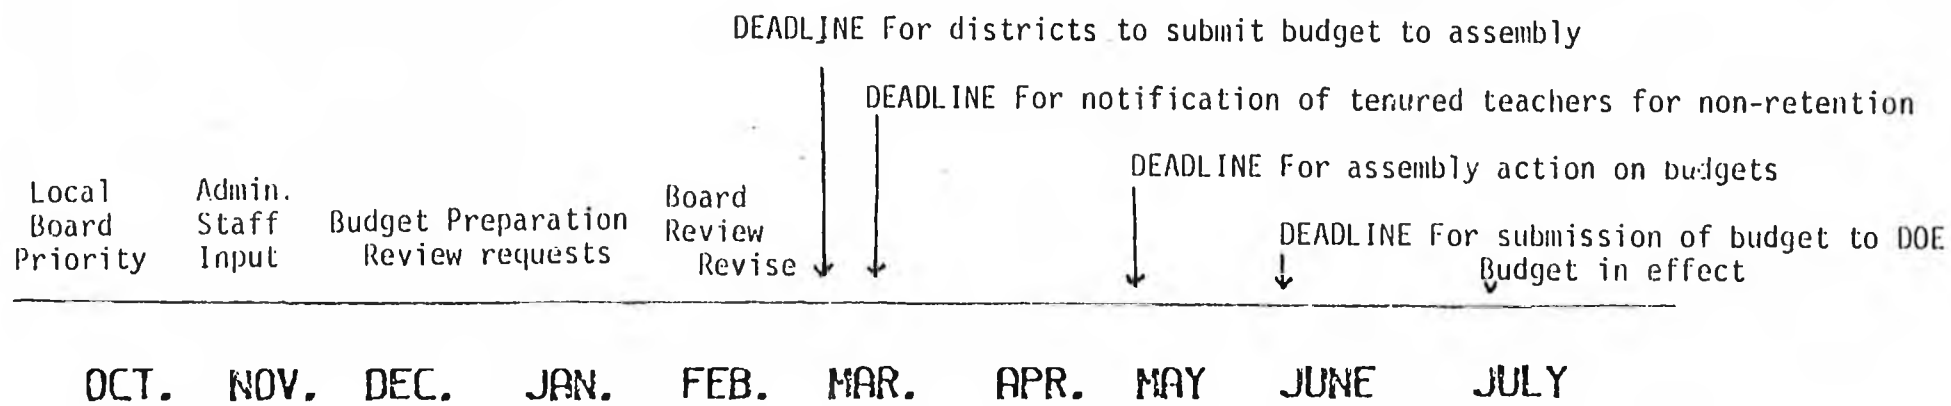 DEADLINE For districts to submit budget to assembly
DEADLINE For notification of tenured teachers for non-retention
DEADLINE For assembly action on budgets
Local
Board
Priority
Admin.
Staff
Input
Budget Preparation
Review requests
Board
Review
Revise
DEADLINE For submission of budget to DOE
Budget in effect
OCT. NOV. DEC. JAN. FEB. MAR. APR. MAY JUNE JULY